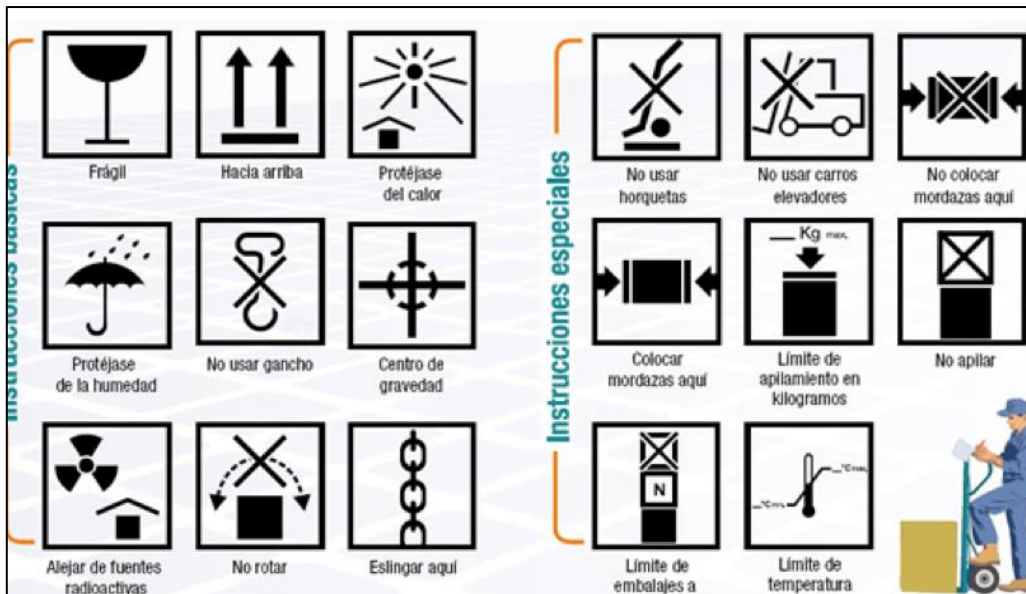 Instrucciones básicas
Frágil
Hacia arriba
Protéjase
del calor
Protéjase
de la humedad
No usar gancho
Centro de
gravedad
Alejar de fuentes
radioactivas
No rotar
Eslingar aquí
Instrucciones especiales
No usar
horquetas
No usar carros
elevadores
No colocar
mordazas aquí
Colocar
mordazas aquí
Kg max.
Límite de
apilamiento en
kilogramos
No apilar
N
Límite de
embalajes a
°C min.
°C max.
Límite de
temperatura